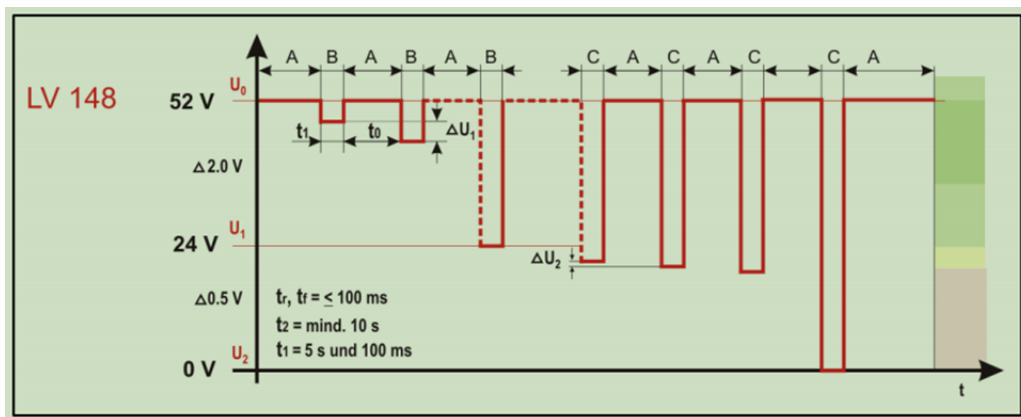 A B A B A B C A C A C C A
LV 148
U₀
52 V
t₁ t₀ ΔU₁
Δ2.0 V
U₁
24 V
ΔU₂
Δ0.5 V
tr, tf = ≤ 100 ms
t₂ = mind. 10 s
t₁ = 5 s und 100 ms
U₂
0 V
t